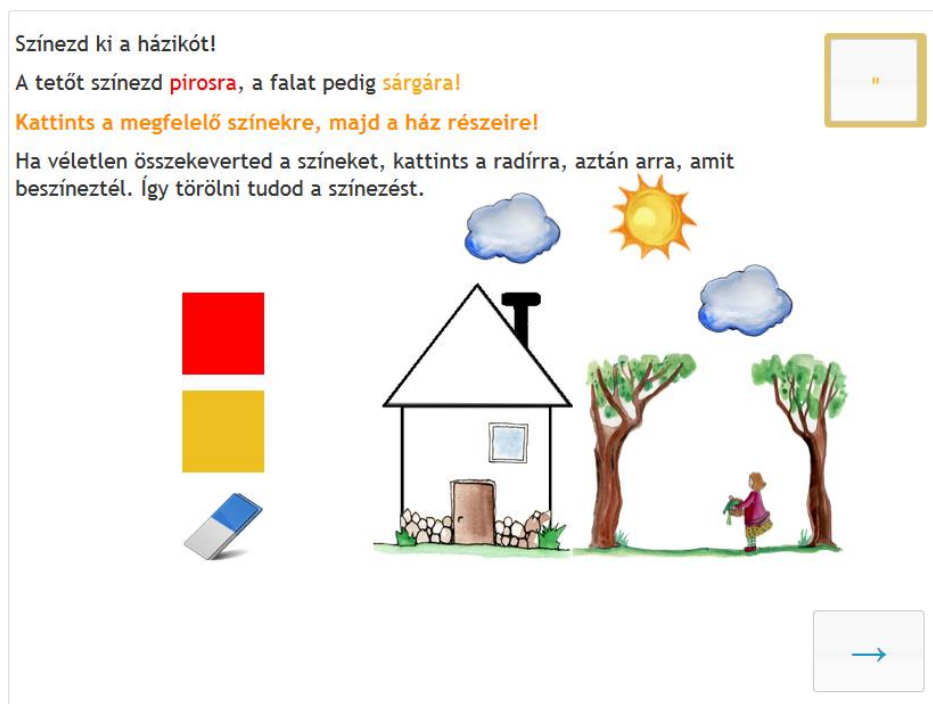 Színezd ki a házikót!
A tetőt színezd pirosra, a falat pedig sárgára!
Kattints a megfelelő színekre, majd a ház részeire!
Ha véletlen összekeverted a színeket, kattints a radírra, aztán arra, amit
beszíneztél. Így törölni tudod a színezést.
"
→